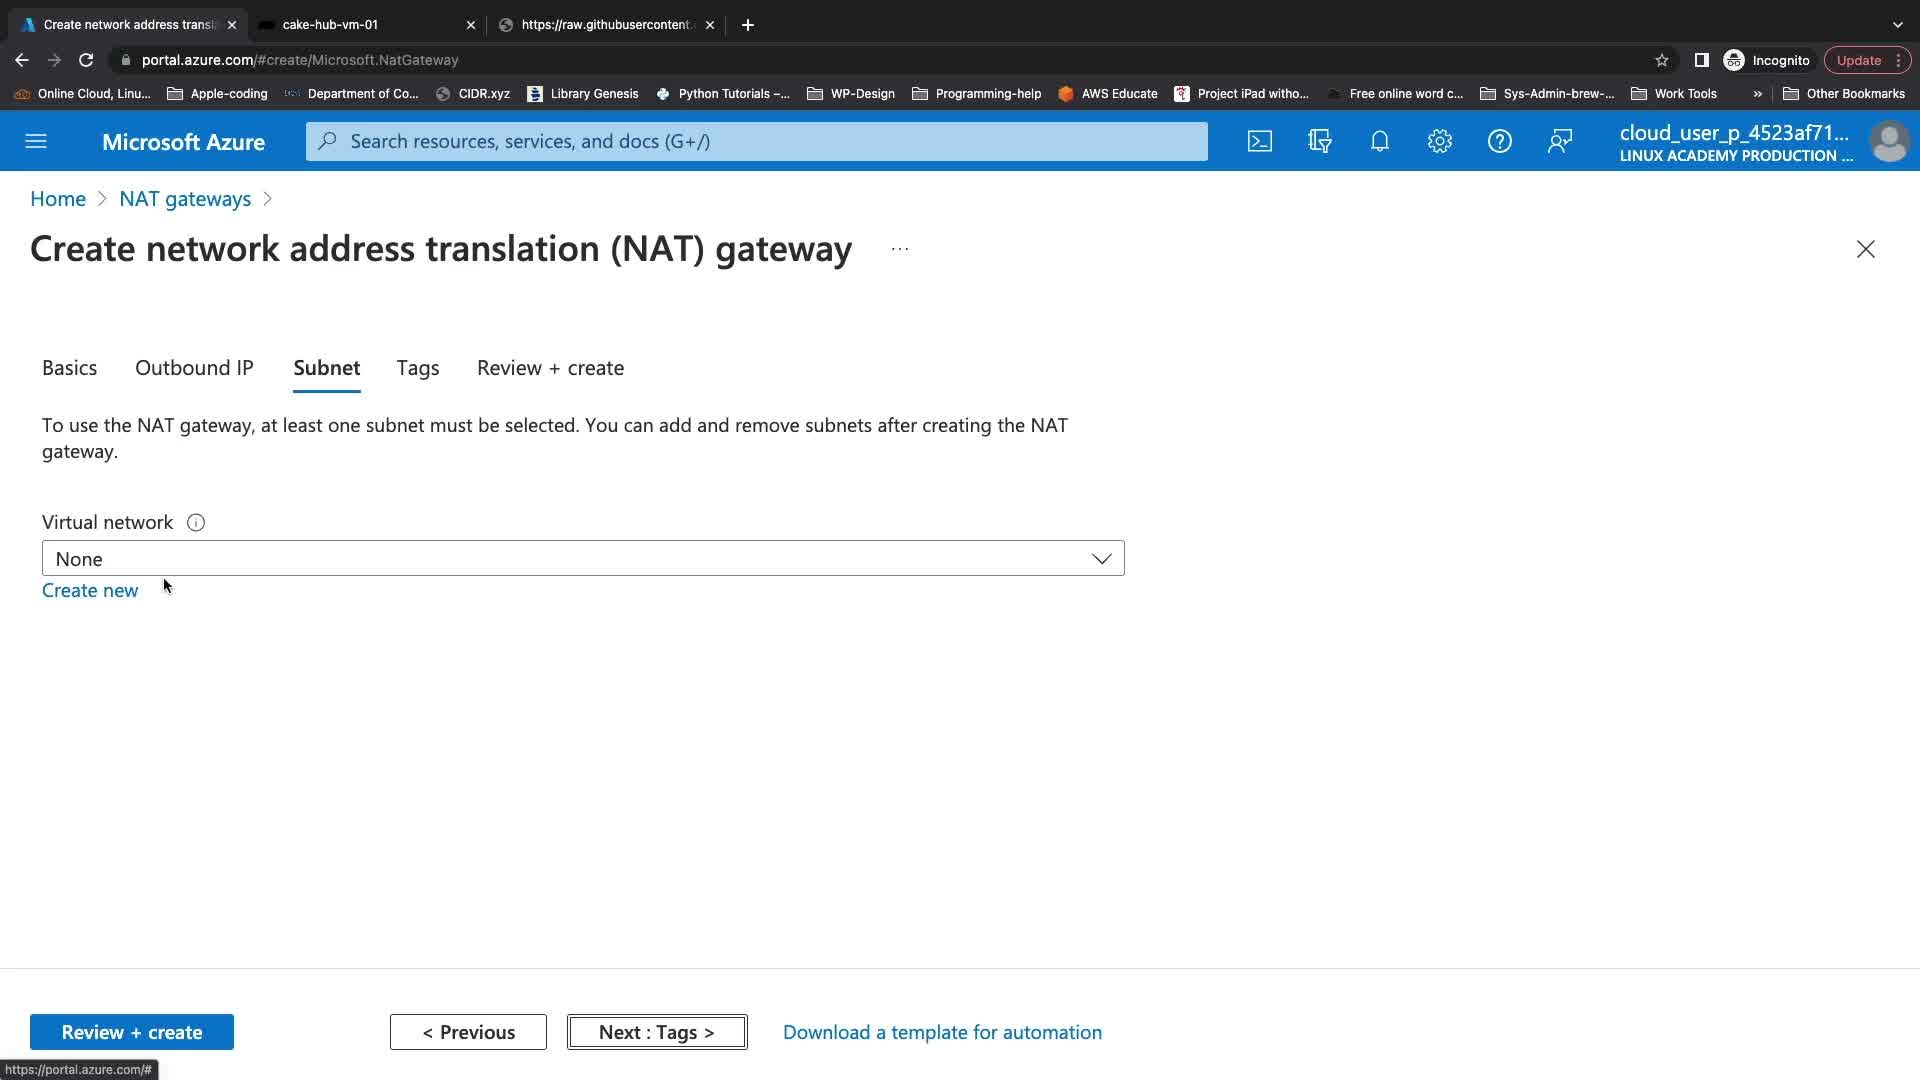 Create network address transl
cake-hub-vm-01
https://raw.githubusercontent.
portal.azure.com/#create/Microsoft.NatGateway
Incognito
Update
Online Cloud, Linu...
Apple-coding
Department of Co...
CIDR.xyz
Library Genesis
Python Tutorials –...
WP-Design
Programming-help
AWS Educate
Project iPad witho...
Free online word c...
Sys-Admin-brew-...
Work Tools
»
Other Bookmarks
Microsoft Azure
Search resources, services, and docs (G+/)
cloud_user_p_4523af71...
LINUX ACADEMY PRODUCTION ...
Home > NAT gateways >
Create network address translation (NAT) gateway ...
Basics Outbound IP Subnet Tags Review + create
To use the NAT gateway, at least one subnet must be selected. You can add and remove subnets after creating the NAT
gateway.
Virtual network
None
Create new
Review + create
< Previous
Next : Tags >
Download a template for automation
https://portal.azure.com/#